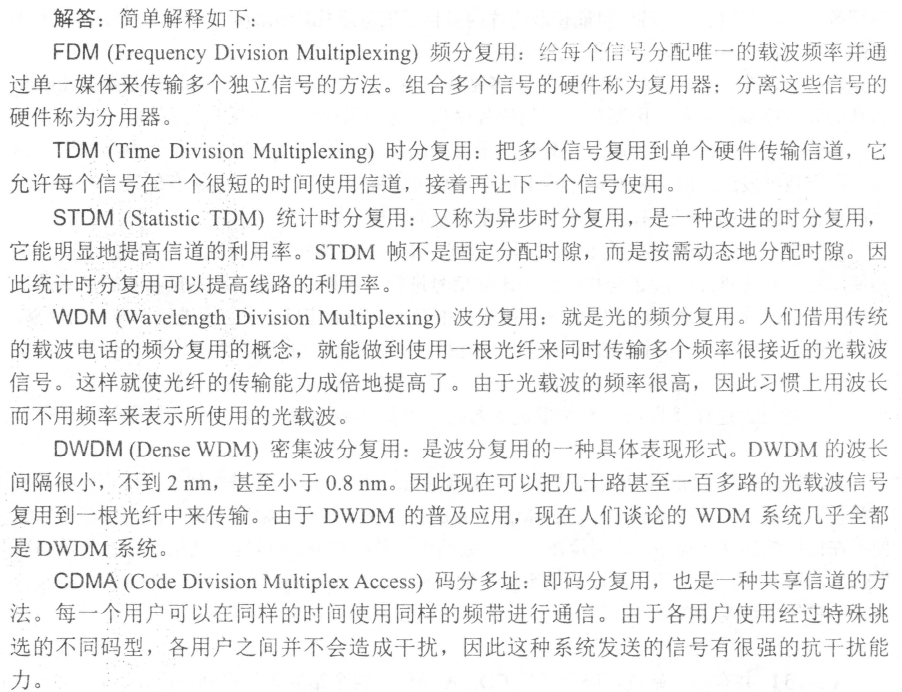 解答：简单解释如下：
FDM (Frequency Division Multiplexing) 频分复用：给每个信号分配唯一的载波频率并通
过单一媒体来传输多个独立信号的方法。组合多个信号的硬件称为复用器；分离这些信号的
硬件称为分用器。
TDM (Time Division Multiplexing) 时分复用：把多个信号复用到单个硬件传输信道，它
允许每个信号在一个很短的时间使用信道，接着再让下一个信号使用。
STDM (Statistic TDM) 统计时分复用：又称为异步时分复用，是一种改进的时分复用，
它能明显地提高信道的利用率。STDM 帧不是固定分配时隙，而是按需动态地分配时隙。因
此统计时分复用可以提高线路的利用率。
WDM (Wavelength Division Multiplexing) 波分复用：就是光的频分复用。人们借用传统
的载波电话的频分复用的概念，就能做到使用一根光纤来同时传输多个频率很接近的光载波
信号。这样就使光纤的传输能力成倍地提高了。由于光载波的频率很高，因此习惯上用波长
而不用频率来表示所使用的光载波。
DWDM (Dense WDM) 密集波分复用：是波分复用的一种具体表现形式。DWDM 的波长
间隔很小，不到 2 nm，甚至小于 0.8 nm。因此现在可以把几十路甚至一百多路的光载波信号
复用到一根光纤中来传输。由于 DWDM 的普及应用，现在人们谈论的 WDM 系统几乎全都
是 DWDM 系统。
CDMA (Code Division Multiplex Access) 码分多址：即码分复用，也是一种共享信道的方
法。每一个用户可以在同样的时间使用同样的频带进行通信。由于各用户使用经过特殊挑
选的不同码型，各用户之间并不会造成干扰，因此这种系统发送的信号有很强的抗干扰能
力。